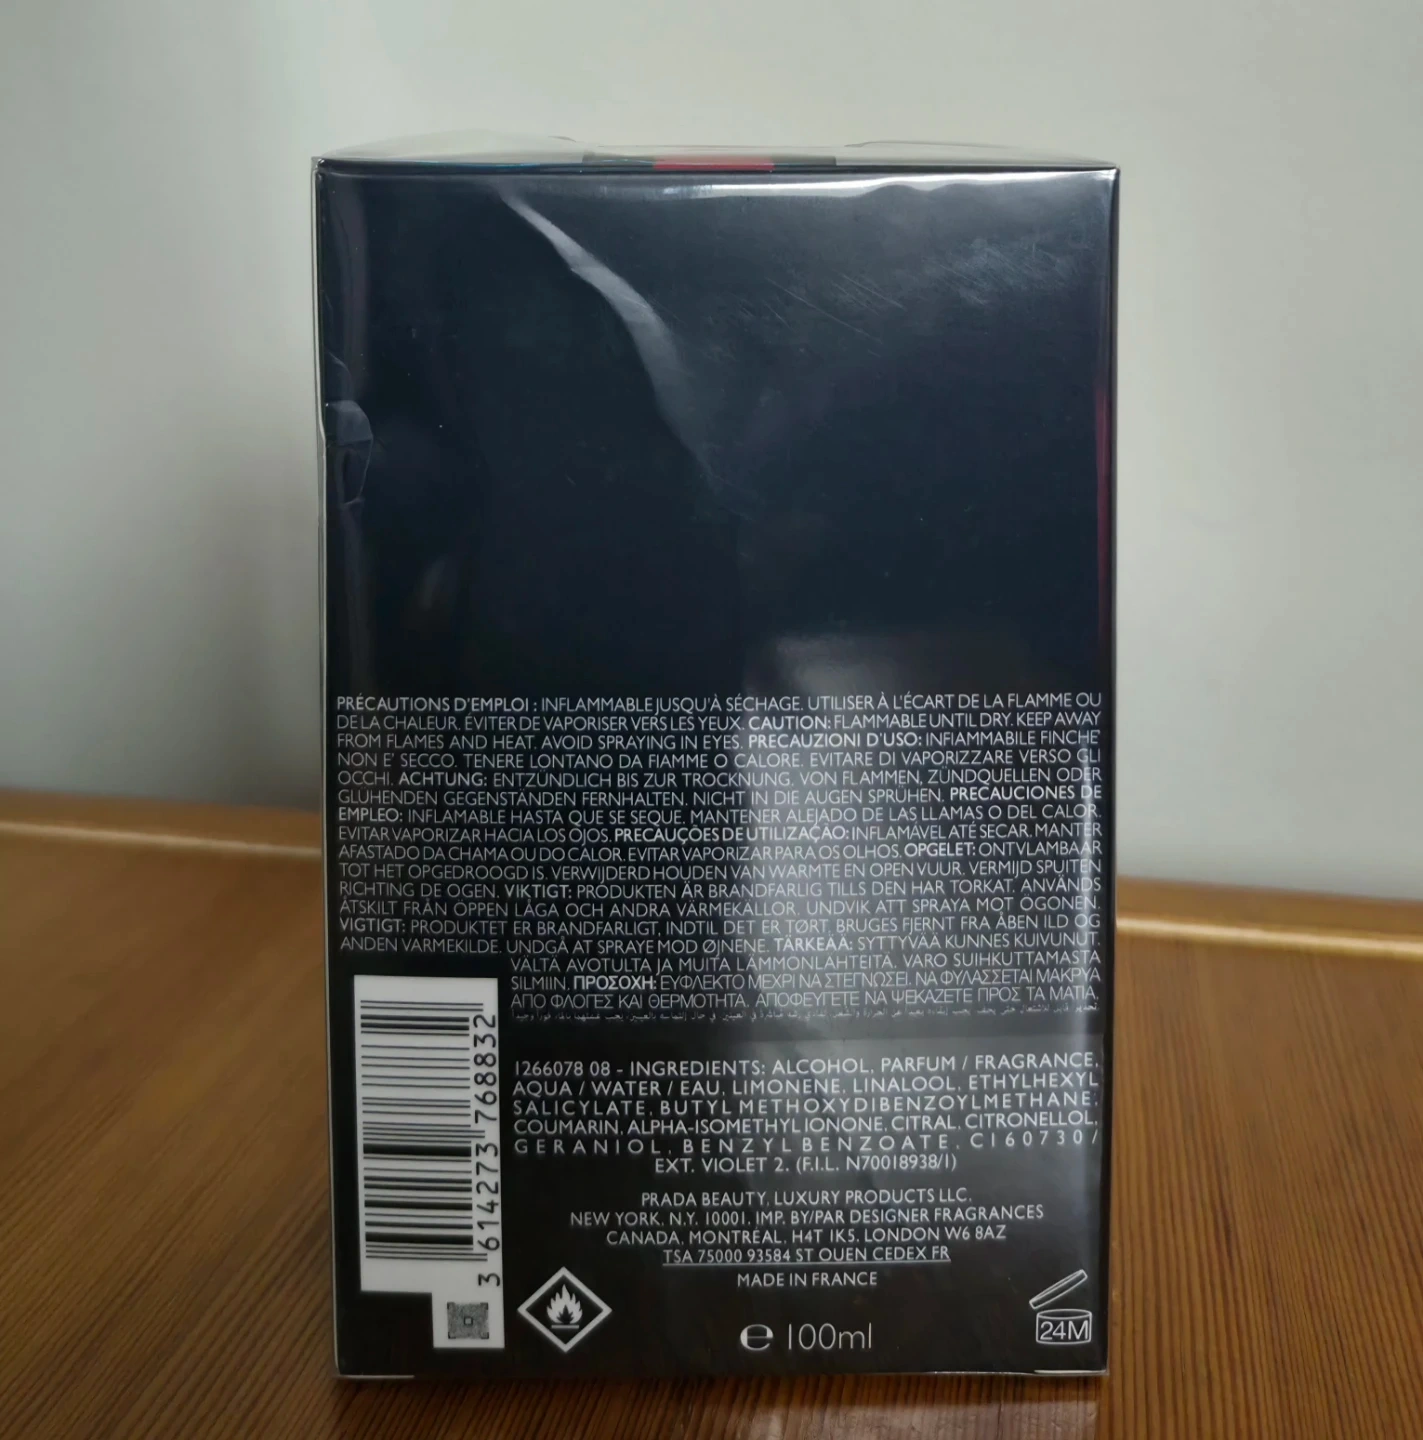 PRÉCAUTIONS D'EMPLOI : INFLAMMABLE JUSQU'À SÉCHAGE. UTILISER À L'ÉCART DE LA FLAMME OU
DE LA CHALEUR. ÉVITER DE VAPORISER VERS LES YEUX. CAUTION: FLAMMABLE UNTIL DRY. KEEP AWAY
FROM FLAMES AND HEAT. AVOID SPRAYING IN EYES. PRECAUZIONI D'USO: INFIAMMABILE FINCHE'
NON E' SECCO. TENERE LONTANO DA FIAMME O CALORE. EVITARE DI VAPORIZZARE VERSO GLI
OCCHI. ACHTUNG: ENTZÜNDLICH BIS ZUR TROCKNUNG. VON FLAMMEN, ZÜNDQUELLEN ODER
GLÜHENDEN GEGENSTÄNDEN FERNHALTEN. NICHT IN DIE AUGEN SPRÜHEN. PRECAUCIONES DE
EMPLEO: INFLAMABLE HASTA QUE SE SEQUE. MANTENER ALEJADO DE LAS LLAMAS O DEL CALOR.
EVITAR VAPORIZAR HACIA LOS OJOS. PRECAUÇÕES DE UTILIZAÇÃO: INFLAMÁVEL ATÉ SECAR. MANTER
AFASTADO DA CHAMA OU DO CALOR. EVITAR VAPORIZAR PARA OS OLHOS. OPGELET: ONTVLAMBAAR
TOT HET OPGEDROOGD IS. VERWIJDERD HOUDEN VAN WARMTE EN OPEN VUUR. VERMIJD SPUITEN
RICHTING DE OGEN. VIKTIGT: PRODUKTEN ÄR BRANDFARLIG TILLS DEN HAR TORKAT. ANVÄNDS
ÅTSKILT FRÅN ÖPPEN LÅGA OCH ANDRA VÄRMEKÄLLOR. UNDVIK ATT SPRAYA MOT ÖGONEN.
VIGTIGT: PRODUKTET ER BRANDFARLIGT, INDTIL DET ER TØRT. BRUGES FJERNT FRA ÅBEN ILD OG
ANDEN VARMEKILDE. UNDGÅ AT SPRAYE MOD ØJNENE. TÄRKEÄÄ: SYTTYVÄÄ KUNNES KUIVUNUT.
VÄLTÄ AVOTULTA JA MUITA LÄMMÖNLÄHTEITÄ. VARO SUIHKUTTAMASTA
SILMIIN. ΠΡΟΣΟΧΗ: ΕΥΦΛΕΚΤΟ ΜΕΧΡΙ ΝΑ ΣΤΕΓΝΩΣΕΙ. ΝΑ ΦΥΛΑΣΣΕΤΑΙ ΜΑΚΡΥΑ
ΑΠΟ ΦΛΟΓΕΣ ΚΑΙ ΘΕΡΜΟΤΗΤΑ. ΑΠΟΦΕΥΓΕΤΕ ΝΑ ΨΕΚΑΖΕΤΕ ΠΡΟΣ ΤΑ ΜΑΤΙΑ.
3 614273 768832
1266078 08 - INGREDIENTS: ALCOHOL, PARFUM / FRAGRANCE,
AQUA / WATER / EAU, LIMONENE, LINALOOL, ETHYLHEXYL
SALICYLATE, BUTYL METHOXYDIBENZOYLMETHANE,
COUMARIN, ALPHA-ISOMETHYL IONONE, CITRAL, CITRONELLOL,
GERANIOL, BENZYL BENZOATE, CI 60730 /
EXT. VIOLET 2. (F.I.L. N70018938/1)
PRADA BEAUTY, LUXURY PRODUCTS LLC.
NEW YORK, N.Y. 10001. IMP. BY/PAR DESIGNER FRAGRANCES
CANADA, MONTRÉAL, H4T 1K5. LONDON W6 8AZ
TSA 75000 93584 ST OUEN CEDEX FR
MADE IN FRANCE
℮ 100ml
24M